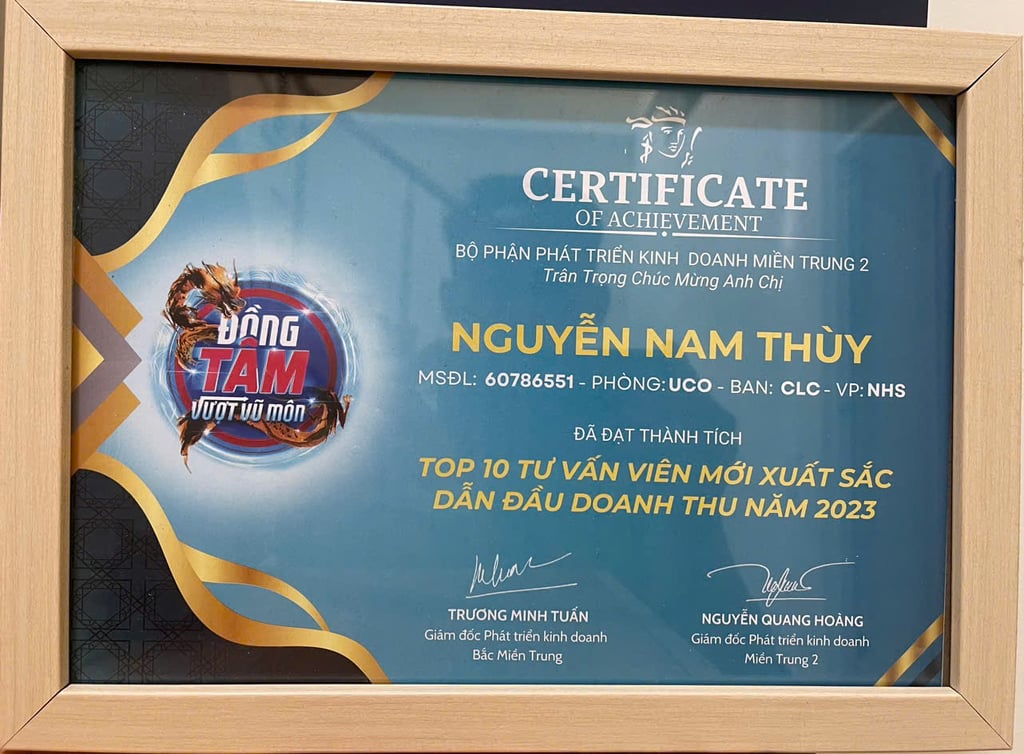 ĐỒNG
TÂM
VƯỢT VŨ MÔN
CERTIFICATE
OF ACHIEVEMENT
BỘ PHẬN PHÁT TRIỂN KINH DOANH MIỀN TRUNG 2
Trân Trọng Chúc Mừng Anh Chị
NGUYỄN NAM THÙY
MSĐL: 60786551 - PHÒNG: UCO - BAN: CLC - VP: NHS
ĐÃ ĐẠT THÀNH TÍCH
TOP 10 TƯ VẤN VIÊN MỚI XUẤT SẮC
DẪN ĐẦU DOANH THU NĂM 2023
TRƯƠNG MINH TUẤN
Giám đốc Phát triển kinh doanh
Bắc Miền Trung
NGUYỄN QUANG HOÀNG
Giám đốc Phát triển kinh doanh
Miền Trung 2